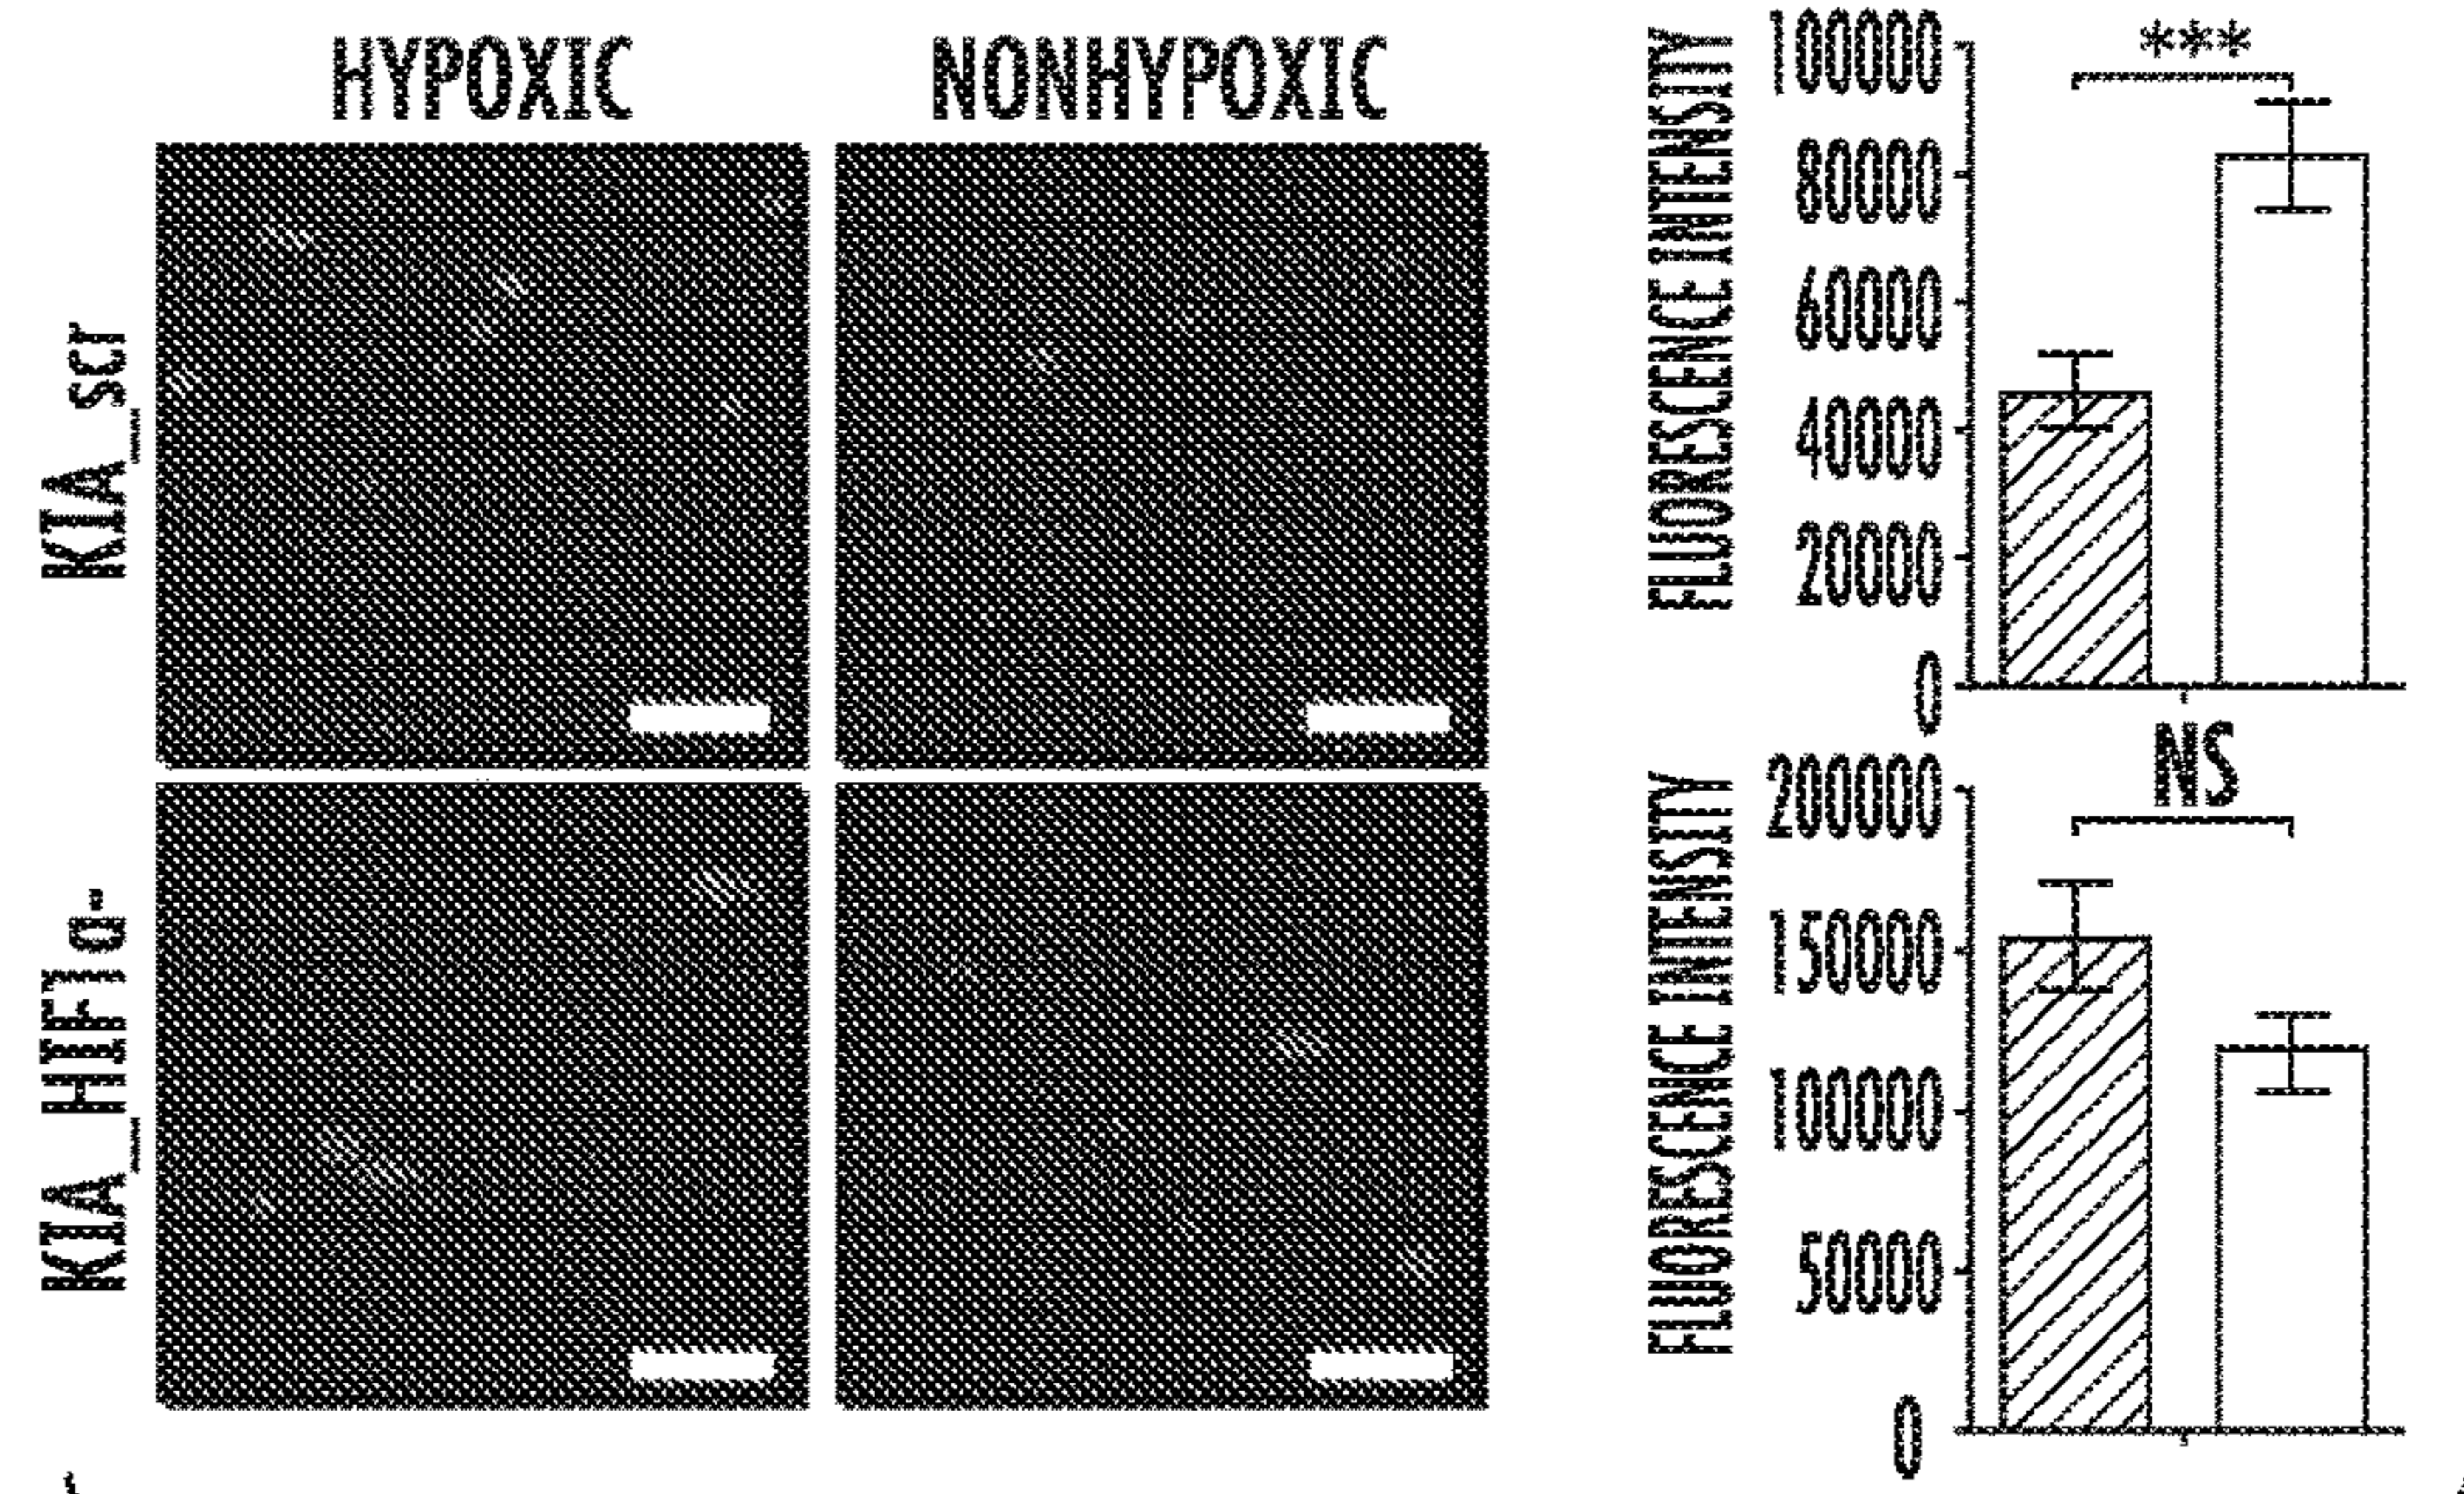 HYPOXIC
NONHYPOXIC
KIA_scr
KIA_HIF1α-
FLUORESCENCE INTENSITY
100000
80000
60000
40000
20000
0
***
FLUORESCENCE INTENSITY
200000
150000
100000
50000
0
NS